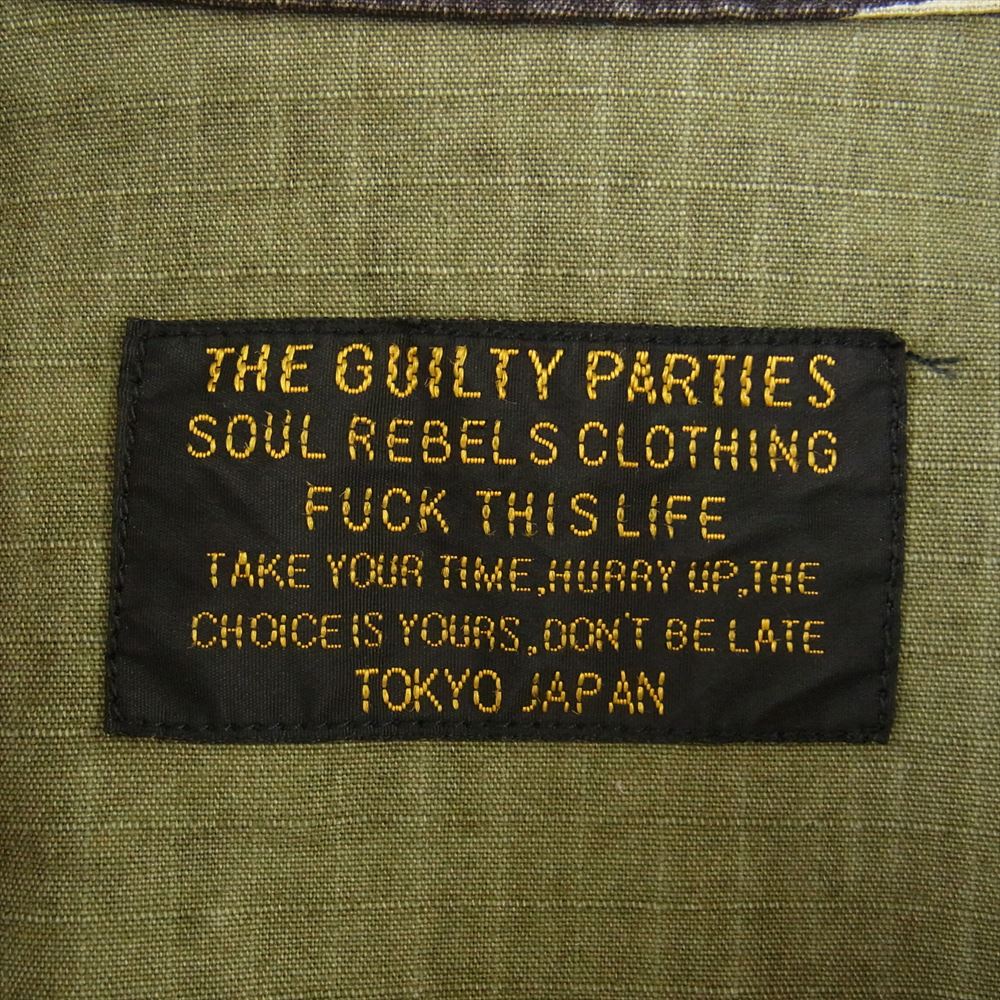 THE GUILTY PARTIES
SOUL REBELS CLOTHING
FUCK THIS LIFE
TAKE YOUR TIME,HURRY UP,THE
CHOICE IS YOURS,DON'T BE LATE
TOKYO JAPAN